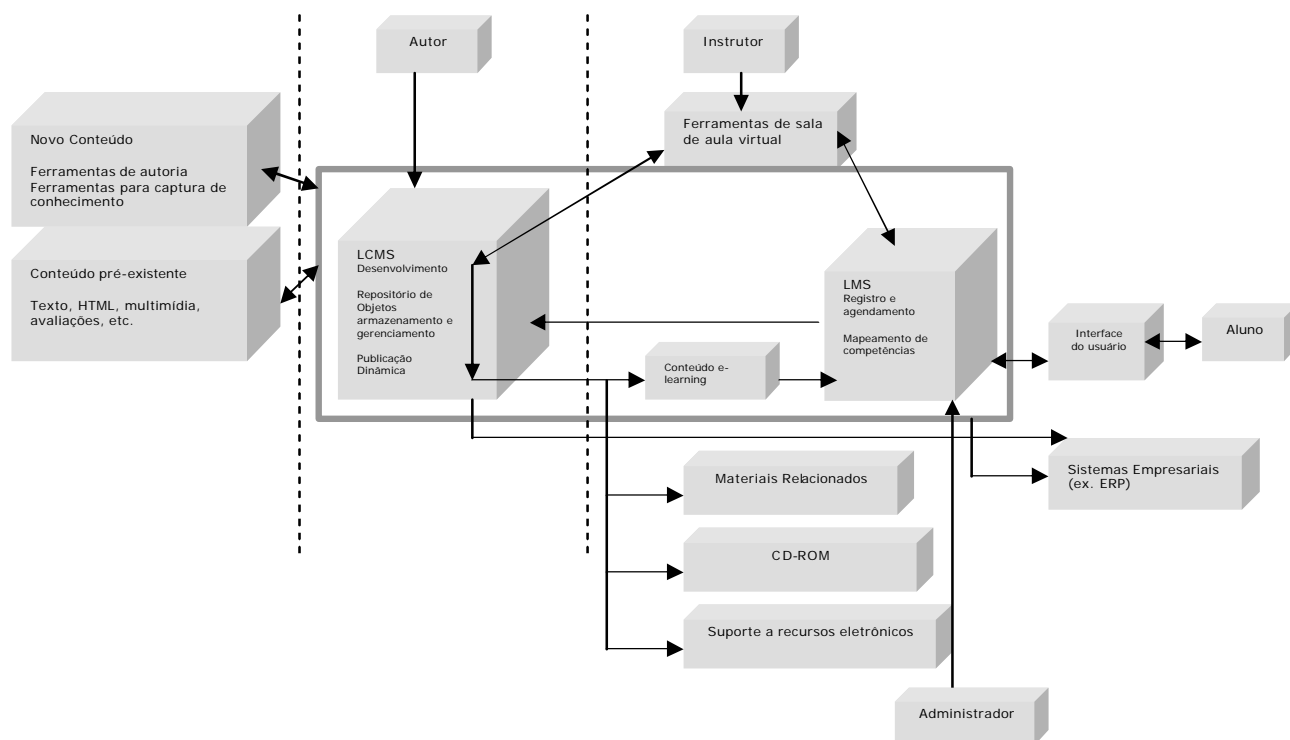 Autor
Instrutor
Novo Conteúdo
Ferramentas de autoria
Ferramentas para captura de
conhecimento
Ferramentas de sala
de aula virtual
Conteúdo pré-existente
Texto, HTML, multimídia,
avaliações, etc.
LCMS
Desenvolvimento
Repositório de
Objetos
armazenamento e
gerenciamento
Publicação
Dinâmica
LMS
Registro e
agendamento
Mapeamento de
competências
Conteúdo e-
learning
Interface
do usuário
Aluno
Sistemas Empresariais
(ex. ERP)
Materiais Relacionados
CD-ROM
Suporte a recursos eletrônicos
Administrador